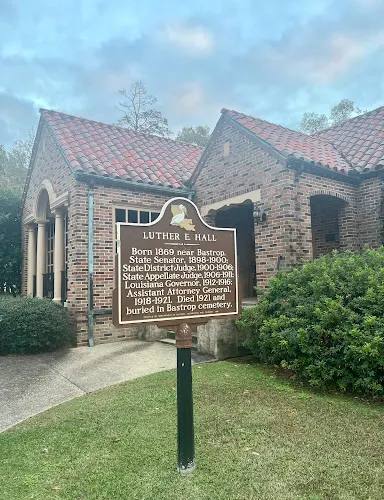 LUTHER E. HALL
Born 1869 near Bastrop.
State Senator, 1898-1900;
State District Judge, 1900-1906;
State Appellate Judge, 1906-1911;
Louisiana Governor, 1912-1916;
Assistant Attorney General,
1918-1921. Died 1921 and
buried in Bastrop cemetery.